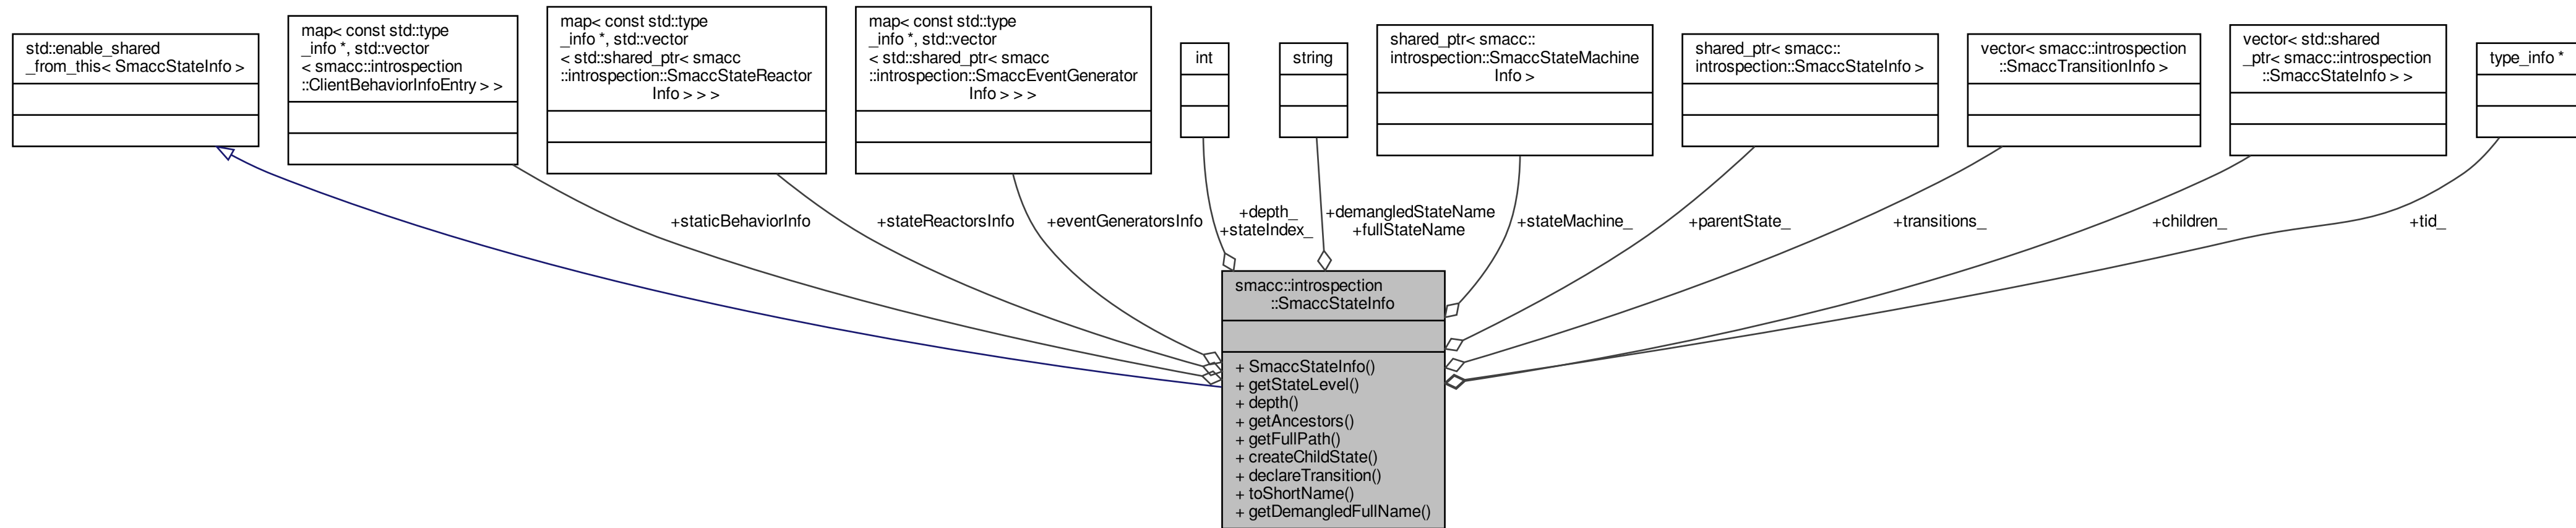 std::enable_shared
_from_this< SmaccStateInfo >
map< const std::type
_info *, std::vector
< smacc::introspection
::ClientBehaviorInfoEntry > >
map< const std::type
_info *, std::vector
< std::shared_ptr< smacc
::introspection::SmaccStateReactor
Info > > >
map< const std::type
_info *, std::vector
< std::shared_ptr< smacc
::introspection::SmaccEventGenerator
Info > > >
int
string
shared_ptr< smacc::
introspection::SmaccStateMachine
Info >
shared_ptr< smacc::
introspection::SmaccStateInfo >
vector< smacc::introspection
::SmaccTransitionInfo >
vector< std::shared
_ptr< smacc::introspection
::SmaccStateInfo > >
type_info *
+staticBehaviorInfo
+stateReactorsInfo
+eventGeneratorsInfo
+depth_
+stateIndex_
+demangledStateName
+fullStateName
+stateMachine_
+parentState_
+transitions_
+children_
+tid_
smacc::introspection
::SmaccStateInfo
+ SmaccStateInfo()
+ getStateLevel()
+ depth()
+ getAncestors()
+ getFullPath()
+ createChildState()
+ declareTransition()
+ toShortName()
+ getDemangledFullName()